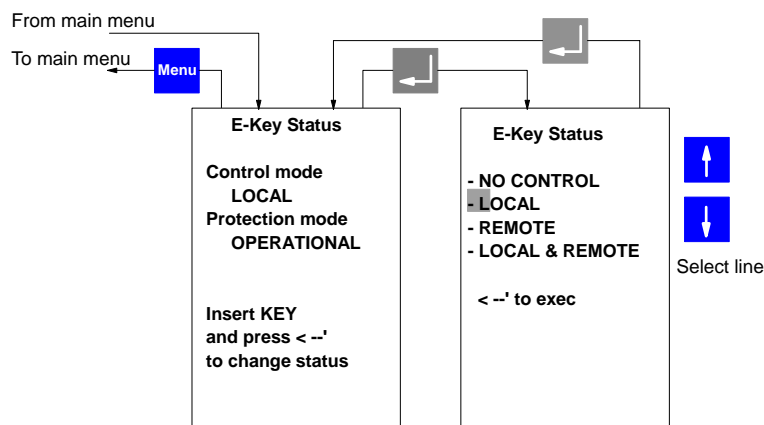 From main menu
To main menu
Menu
E-Key Status
Control mode
LOCAL
Protection mode
OPERATIONAL
Insert KEY
and press < --'
to change status
E-Key Status
- NO CONTROL
- LOCAL
- REMOTE
- LOCAL & REMOTE
< --' to exec
Select line